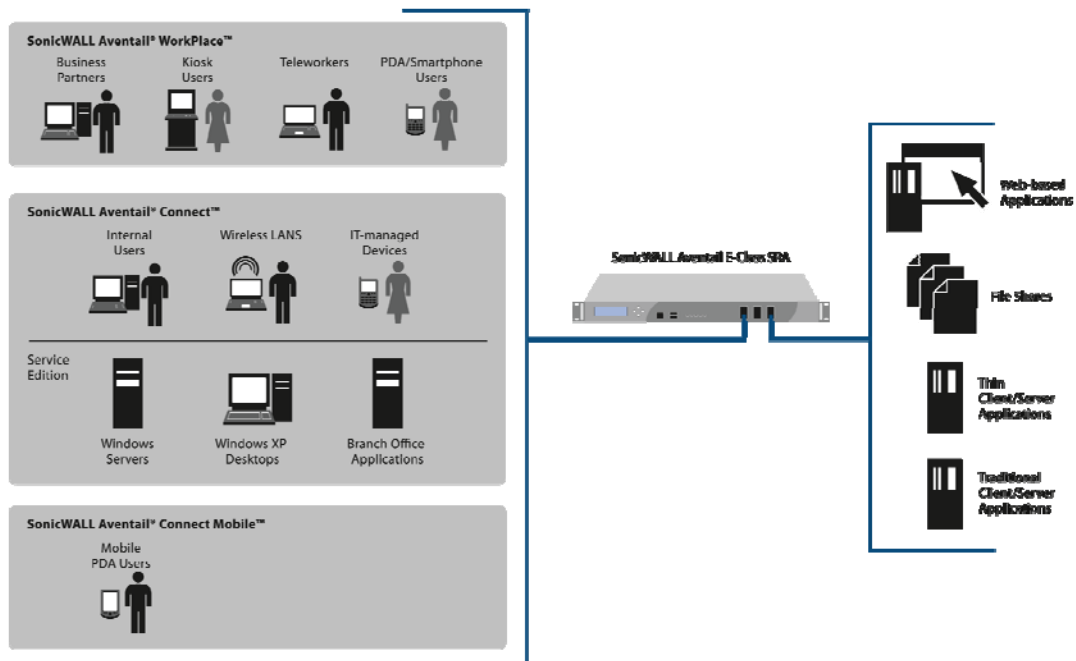 SonicWALL Aventail® WorkPlace™
Business
Partners
Kiosk
Users
Teleworkers
PDA/Smartphone
Users
SonicWALL Aventail® Connect™
Internal
Users
Wireless LANS
IT-managed
Devices
Service
Edition
Windows
Servers
Windows XP
Desktops
Branch Office
Applications
SonicWALL Aventail® Connect Mobile™
Mobile
PDA Users
SonicWALL Aventail E-Class SRA
Web-based
Applications
File Shares
Thin
Client/Server
Applications
Traditional
Client/Server
Applications